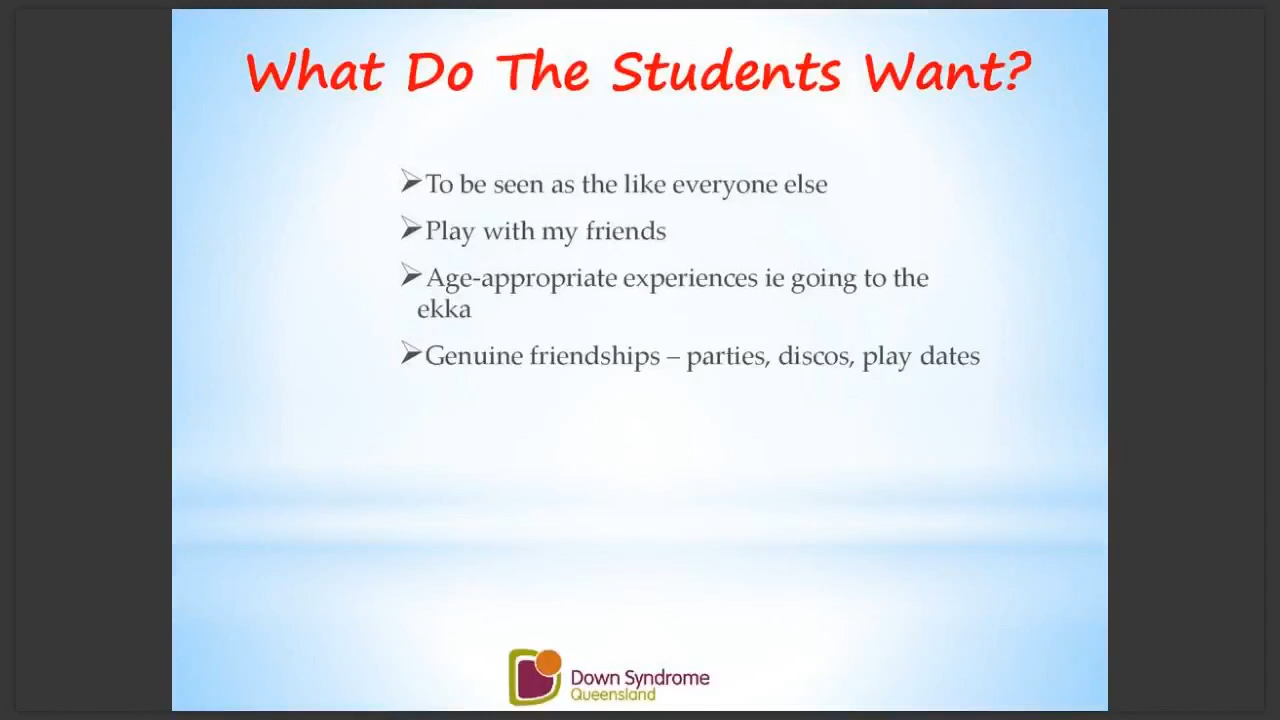 What Do The Students Want?
To be seen as the like everyone else
Play with my friends
Age-appropriate experiences ie going to the
ekka
Genuine friendships – parties, discos, play dates
Down Syndrome
Queensland